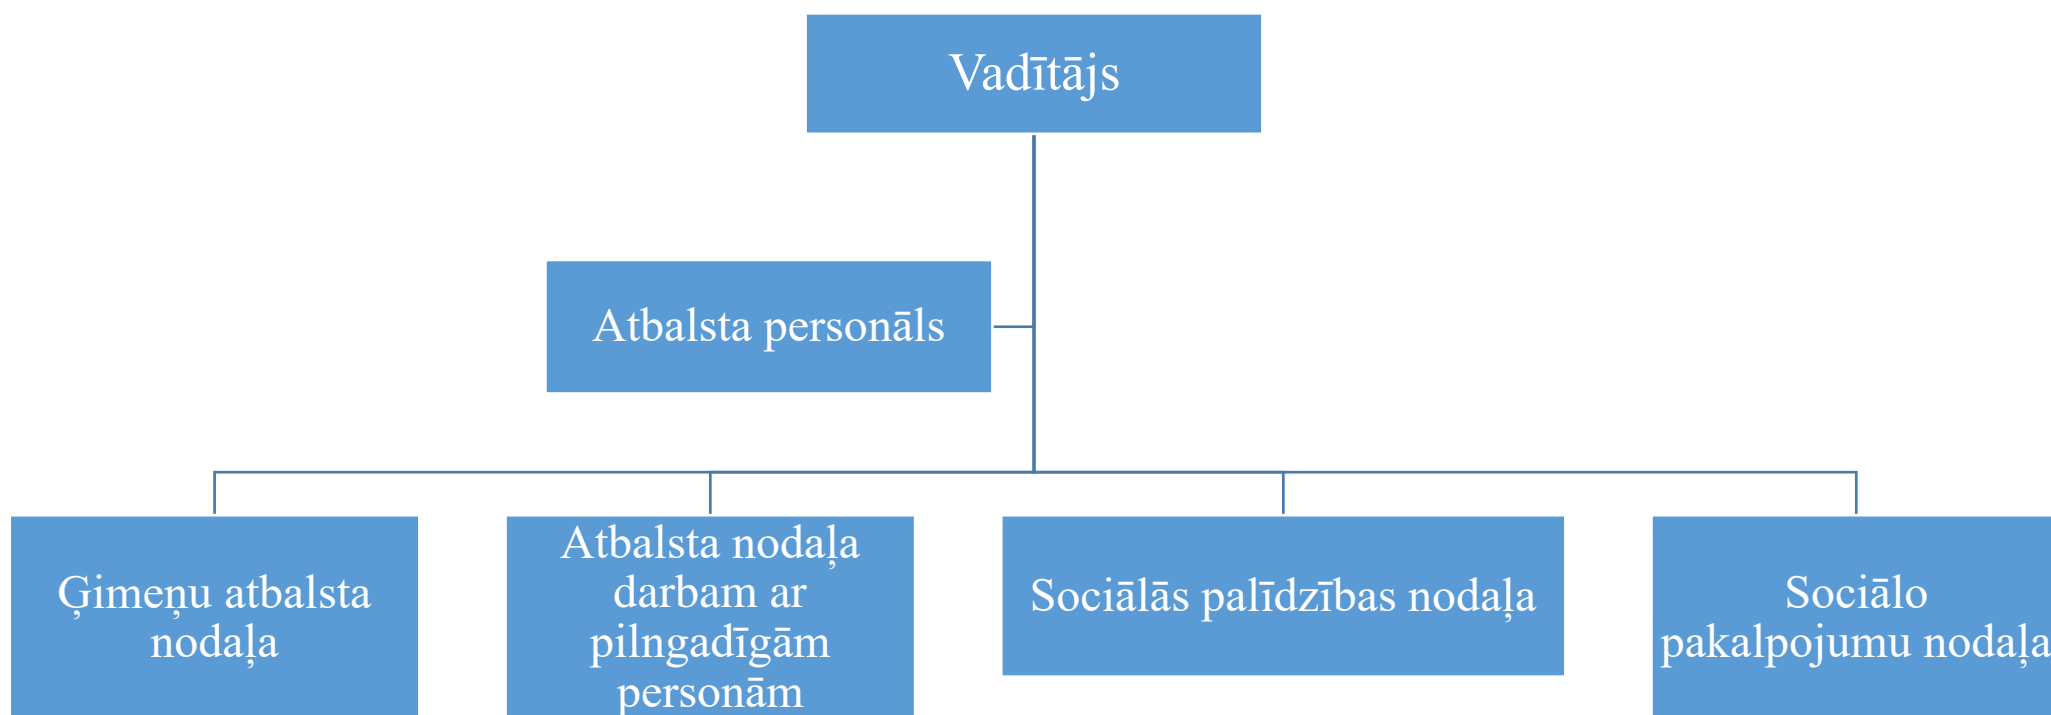 Vadītājs
Atbalsta personāls
Ģimeņu atbalsta
nodaļa
Atbalsta nodaļa
darbam ar
pilngadīgām
personām
Sociālās palīdzības nodaļa
Sociālo
pakalpojumu nodaļa